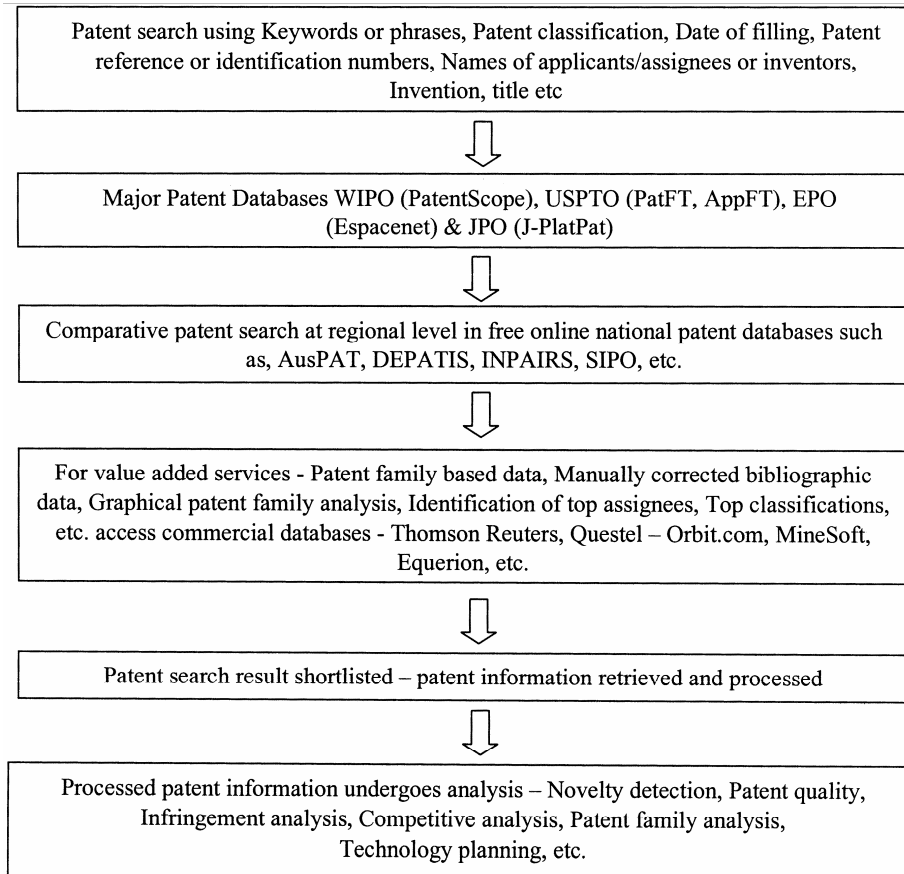 Patent search using Keywords or phrases, Patent classification, Date of filling, Patent
reference or identification numbers, Names of applicants/assignee or inventors,
Invention, title etc
Major Patent Databases WIPO (PatentScope), USPTO (PatFT, AppFT), EPO
(Espacenet) & JPO (J-PlatPat)
Comparative patent search at regional level in free online national patent databases such
as, AusPAT, DEPATIS, INPAIRS, SIPO, etc.
For value added services - Patent family based data, Manually corrected bibliographic
data, Graphical patent family analysis, Identification of top assignees, Top classifications,
etc. access commercial databases - Thomson Reuters, Questel – Orbit.com, MineSoft,
Equerion, etc.
Patent search result shortlisted – patent information retrieved and processed
Processed patent information undergoes analysis – Novelty detection, Patent quality,
Infringement analysis, Competitive analysis, Patent family analysis,
Technology planning, etc.